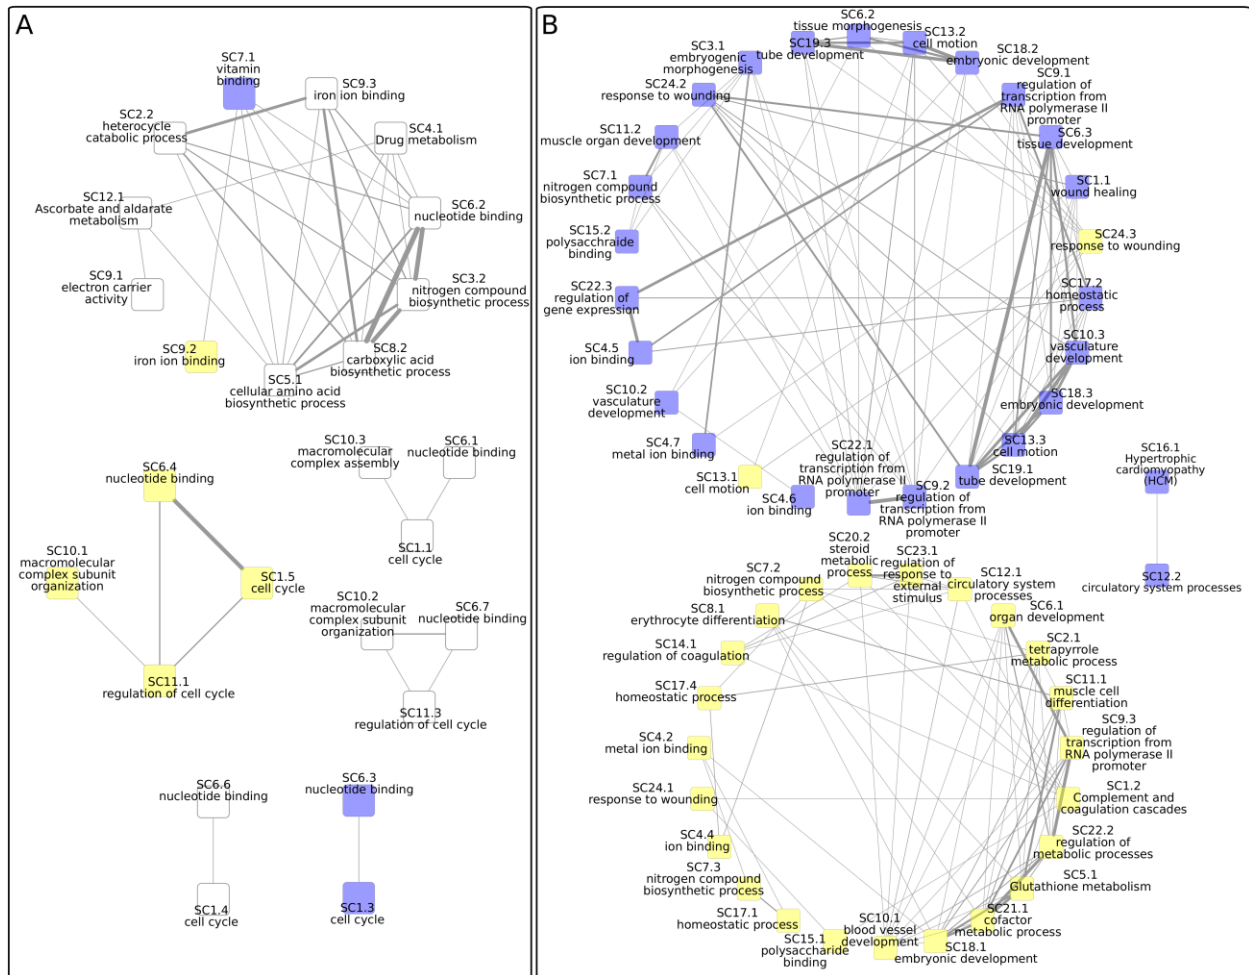 A
SC7.1
vitamin
binding
SC9.3
iron ion binding
SC2.2
heterocycle
catabolic process
SC4.1
Drug metabolism
SC12.1
Ascorbate and aldarate
metabolism
SC6.2
nucleotide binding
SC9.1
electron carrier
activity
SC3.2
nitrogen compound
biosynthetic process
SC9.2
iron ion binding
SC8.2
carboxylic acid
biosynthetic process
SC5.1
cellular amino acid
biosynthetic process
SC10.3
macromolecular
complex assembly
SC6.1
nucleotide binding
SC1.1
cell cycle
SC6.4
nucleotide binding
SC10.1
macromolecular
complex subunit
organization
SC1.5
cell cycle
SC11.1
regulation of cell cycle
SC10.2
macromolecular
complex subunit
organization
SC6.7
nucleotide binding
SC11.3
regulation of cell cycle
SC6.6
nucleotide binding
SC1.4
cell cycle
SC6.3
nucleotide binding
SC1.3
cell cycle
B
SC6.2
tissue morphogenesis
SC13.2
cell motion
SC19.3
tube development
SC18.2
embryonic development
SC3.1
embryogenic
morphogenesis
SC9.1
regulation of
transcription from
RNA polymerase II
promoter
SC24.2
response to wounding
SC6.3
tissue development
SC11.2
muscle organ development
SC1.1
wound healing
SC7.1
nitrogen compound
biosynthetic process
SC24.3
response to wounding
SC15.2
polysacchraide
binding
SC17.2
homeostatic
process
SC22.3
regulation of
gene expression
SC10.3
vasculature
development
SC4.5
ion binding
SC18.3
embryonic development
SC10.2
vasculature
development
SC13.3
cell motion
SC4.7
metal ion binding
SC19.1
tube development
SC13.1
cell motion
SC22.1
regulation of
transcription from
RNA polymerase II
promoter
SC4.6
ion binding
SC9.2
regulation of
transcription from
RNA polymerase II
promoter
SC16.1
Hypertrophic
cardiomyopathy
(HCM)
SC12.2
circulatory system processes
SC20.2
steroid
metabolic
process
SC23.1
regulation of
response to
external
stimulus
SC12.1
circulatory system
processes
SC7.2
nitrogen compound
biosynthetic process
SC6.1
organ development
SC8.1
erythrocyte differentiation
SC2.1
tetrapyrrole
metabolic process
SC14.1
regulation of coagulation
SC11.1
muscle cell
differentiation
SC17.4
homeostatic process
SC9.3
regulation of
transcription from
RNA polymerase II
promoter
SC4.2
metal ion binding
SC1.2
Complement and
coagulation cascades
SC24.1
response to wounding
SC22.2
regulation of
metabolic processes
SC4.4
ion binding
SC5.1
Glutathione metabolism
SC7.3
nitrogen compound
biosynthetic process
SC21.1
cofactor
metabolic process
SC17.1
homeostatic process
SC18.1
embryonic development
SC15.1
polysaccharide
binding
SC10.1
blood vessel
development